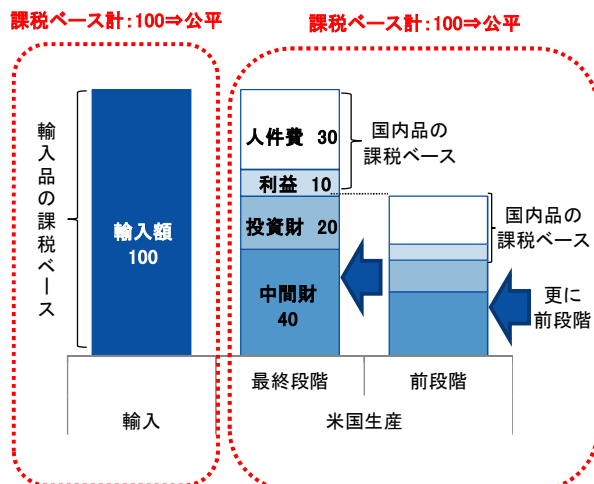 課税ベース計：100⇒公平
輸入品の課税ベース
輸入額
100
輸入
課税ベース計：100⇒公平
人件費 30
利益 10
投資財 20
中間財
40
国内品の
課税ベース
国内品の
課税ベース
更に
前段階
最終段階
前段階
米国生産